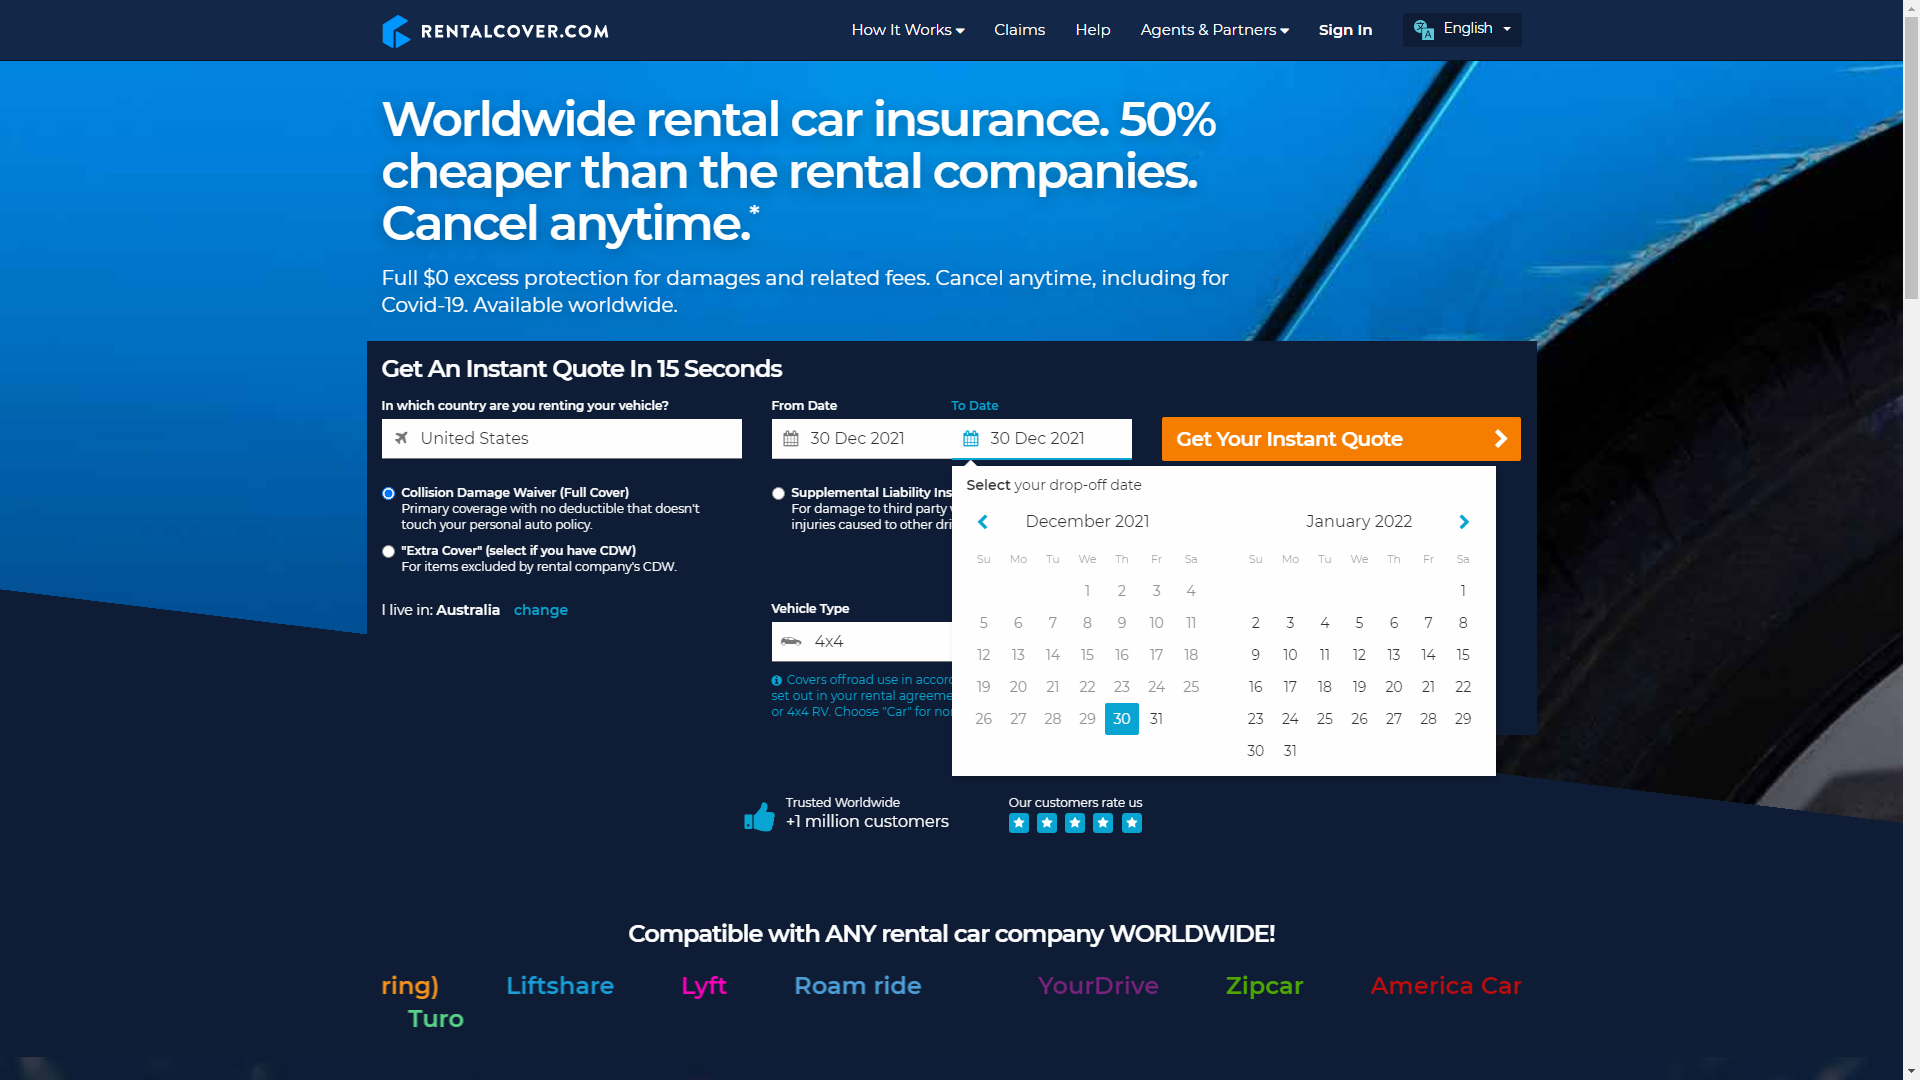 RENTALCOVER.COM
How It Works
Claims
Help
Agents & Partners
Sign In
English
Worldwide rental car insurance. 50%
cheaper than the rental companies.
Cancel anytime.*
Full $0 excess protection for damages and related fees. Cancel anytime, including for
Covid-19. Available worldwide.
Get An Instant Quote In 15 Seconds
In which country are you renting your vehicle?
From Date
To Date
United States
30 Dec 2021
30 Dec 2021
Get Your Instant Quote
Collision Damage Waiver (Full Cover)
Primary coverage with no deductible that doesn't
touch your personal auto policy.
"Extra Cover" (select if you have CDW)
For items excluded by rental company's CDW.
Supplemental Liability Ins
For damage to third party
injuries caused to other dri
I live in: Australia change
Vehicle Type
4x4
Covers offroad use in accor
set out in your rental agreeme
or 4x4 RV. Choose "Car" for no
Select your drop-off date
December 2021
Su Mo Tu We Th Fr Sa
1 2 3 4
5 6 7 8 9 10 11
12 13 14 15 16 17 18
19 20 21 22 23 24 25
26 27 28 29 30 31
January 2022
Su Mo Tu We Th Fr Sa
1
2 3 4 5 6 7 8
9 10 11 12 13 14 15
16 17 18 19 20 21 22
23 24 25 26 27 28 29
30 31
Trusted Worldwide
+1 million customers
Our customers rate us
Compatible with ANY rental car company WORLDWIDE!
ring) Liftshare Lyft Roam ride YourDrive Zipcar America Car
Turo